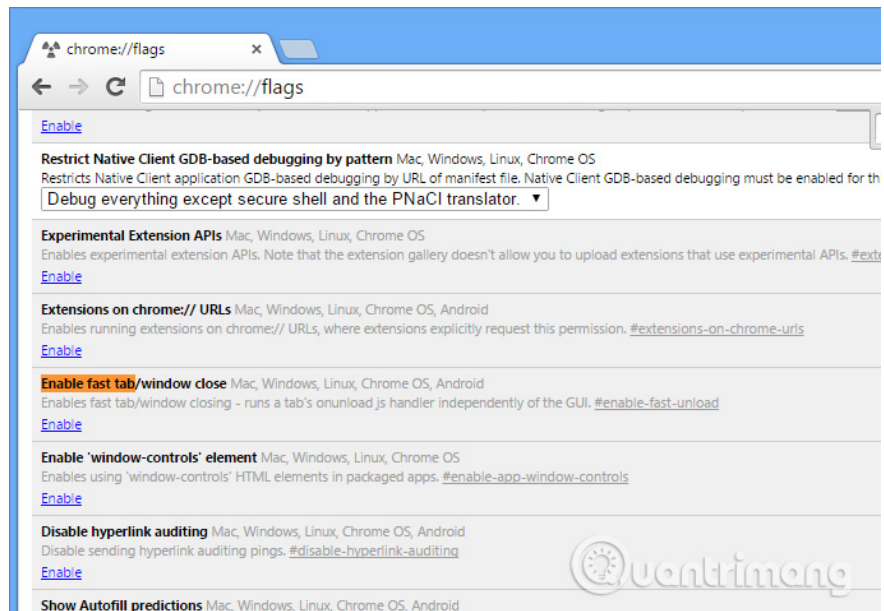 chrome://flags
chrome://flags
Enable
Restrict Native Client GDB-based debugging by pattern Mac, Windows, Linux, Chrome OS
Restricts Native Client application GDB-based debugging by URL of manifest file. Native Client GDB-based debugging must be enabled for th
Debug everything except secure shell and the PNaCl translator.
Experimental Extension APIs Mac, Windows, Linux, Chrome OS
Enables experimental extension APIs. Note that the extension gallery doesn't allow you to upload extensions that use experimental APIs. #exte
Enable
Extensions on chrome:// URLs Mac, Windows, Linux, Chrome OS, Android
Enables running extensions on chrome:// URLs, where extensions explicitly request this permission. #extensions-on-chrome-urls
Enable
Enable fast tab/window close Mac, Windows, Linux, Chrome OS, Android
Enables fast tab/window closing - runs a tab's onunload js handler independently of the GUI. #enable-fast-unload
Enable
Enable 'window-controls' element Mac, Windows, Linux, Chrome OS
Enables using 'window-controls' HTML elements in packaged apps. #enable-app-window-controls
Enable
Disable hyperlink auditing Mac, Windows, Linux, Chrome OS, Android
Disable sending hyperlink auditing pings. #disable-hyperlink-auditing
Enable
Quantrimang
Show Autofill predictions Mac, Windows, Linux, Chrome OS, Android